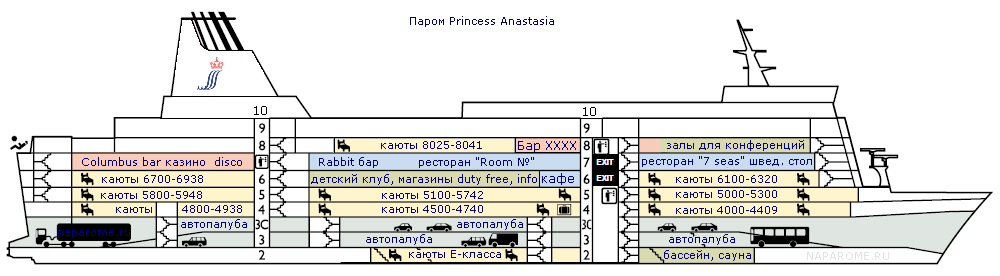 Паром Princess Anastasia
10 10
9 9
8 каюты 8025-8041 Бар XXXX 8 залы для конференций
Columbus bar казино disco Rabbit бар ресторан "Room №" 7 EXIT ресторан "7 seas" швед. стол
каюты 6700-6938 6 детский клуб, магазины duty free, info кафе 6 EXIT каюты 6100-6320
каюты 5800-5948 5 каюты 5100-5742 5 каюты 5000-5300
каюты 4800-4938 4 каюты 4500-4740 4 каюты 4000-4409
naparome.ru автопалуба 3C автопалуба 3C автопалуба
3 автопалуба 3
2 каюты Е-класса 2 бассейн, сауна
NAPAROME.RU